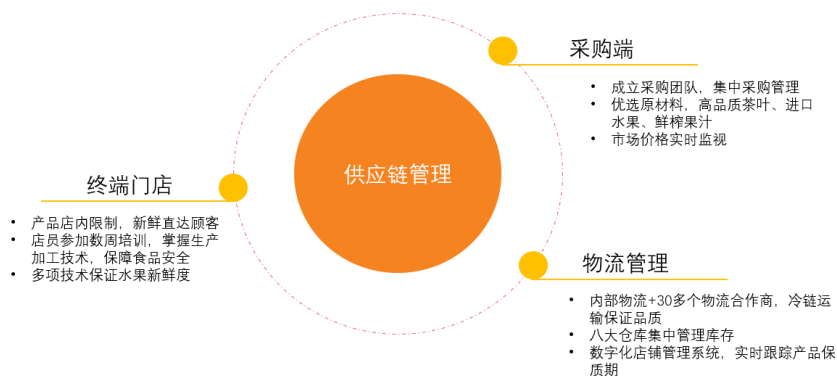 采购端
• 成立采购团队，集中采购管理
• 优选原材料，高品质茶叶、进口
水果、鲜榨果汁
• 市场价格实时监视
供应链管理
终端门店
• 产品店内限制，新鲜直达顾客
• 店员参加数周培训，掌握生产
加工技术，保障食品安全
• 多项技术保证水果新鲜度
物流管理
• 内部物流+30多个物流合作商，冷链运
输保证品质
• 八大仓库集中管理库存
• 数字化店铺管理系统，实时跟踪产品保
质期